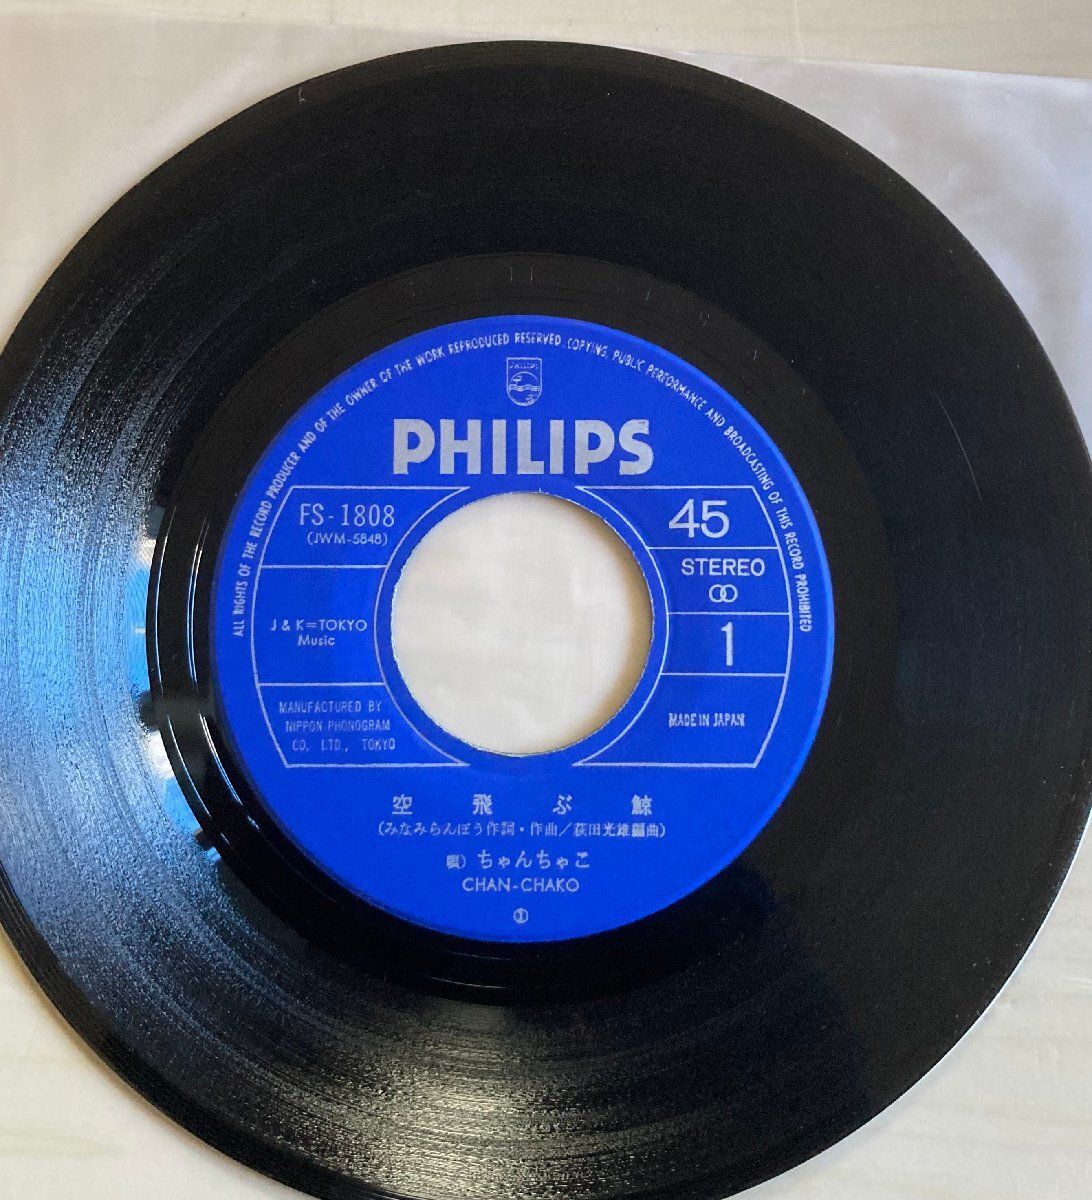 ALL RIGHTS OF THE RECORD PRODUCER AND OF THE OWNER OF THE WORK REPRODUCED RESERVED. COPYING, PUBLIC PERFORMANCE AND BROADCASTING OF THIS RECORD PROHIBITED
PHILIPS
PHILIPS
FS-1808
(JWM-5848)
J & K=TOKYO
Music
MANUFACTURED BY
NIPPON PHONOGRAM
CO. LTD., TOKYO
45
STEREO
1
MADE IN JAPAN
空飛ぶ鯨
(みなみらんぼう作詞・作曲/萩田光雄編曲)
唄) ちゃんちゃこ
CHAN-CHAKO
①